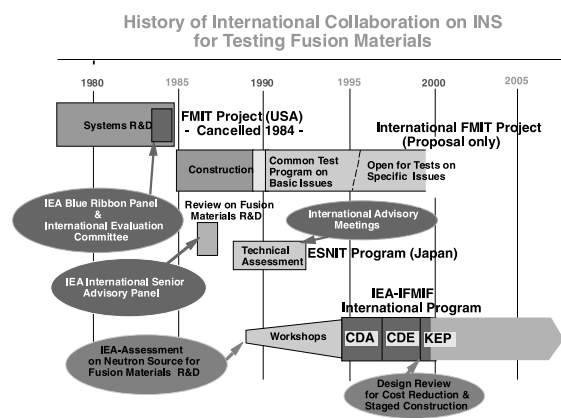 History of International Collaboration on INS
for Testing Fusion Materials
1980
1985
1990
1995
2000
2005
Systems R&D
FMIT Project (USA)
- Cancelled 1984 -
International FMIT Project
(Proposal only)
Construction
Common Test
Program on
Basic Issues
Open for Tests on
Specific Issues
IEA Blue Ribbon Panel
&
International Evaluation
Committee
Review on Fusion
Materials R&D
International Advisory
Meetings
Technical
Assessment
ESNIT Program (Japan)
IEA International Senior
Advisory Panel
IEA-IFMIF
International Program
Workshops
CDA
CDE
KEP
IEA-Assessment
on Neutron Source for
Fusion Materials R&D
Design Review
for Cost Reduction &
Staged Construction